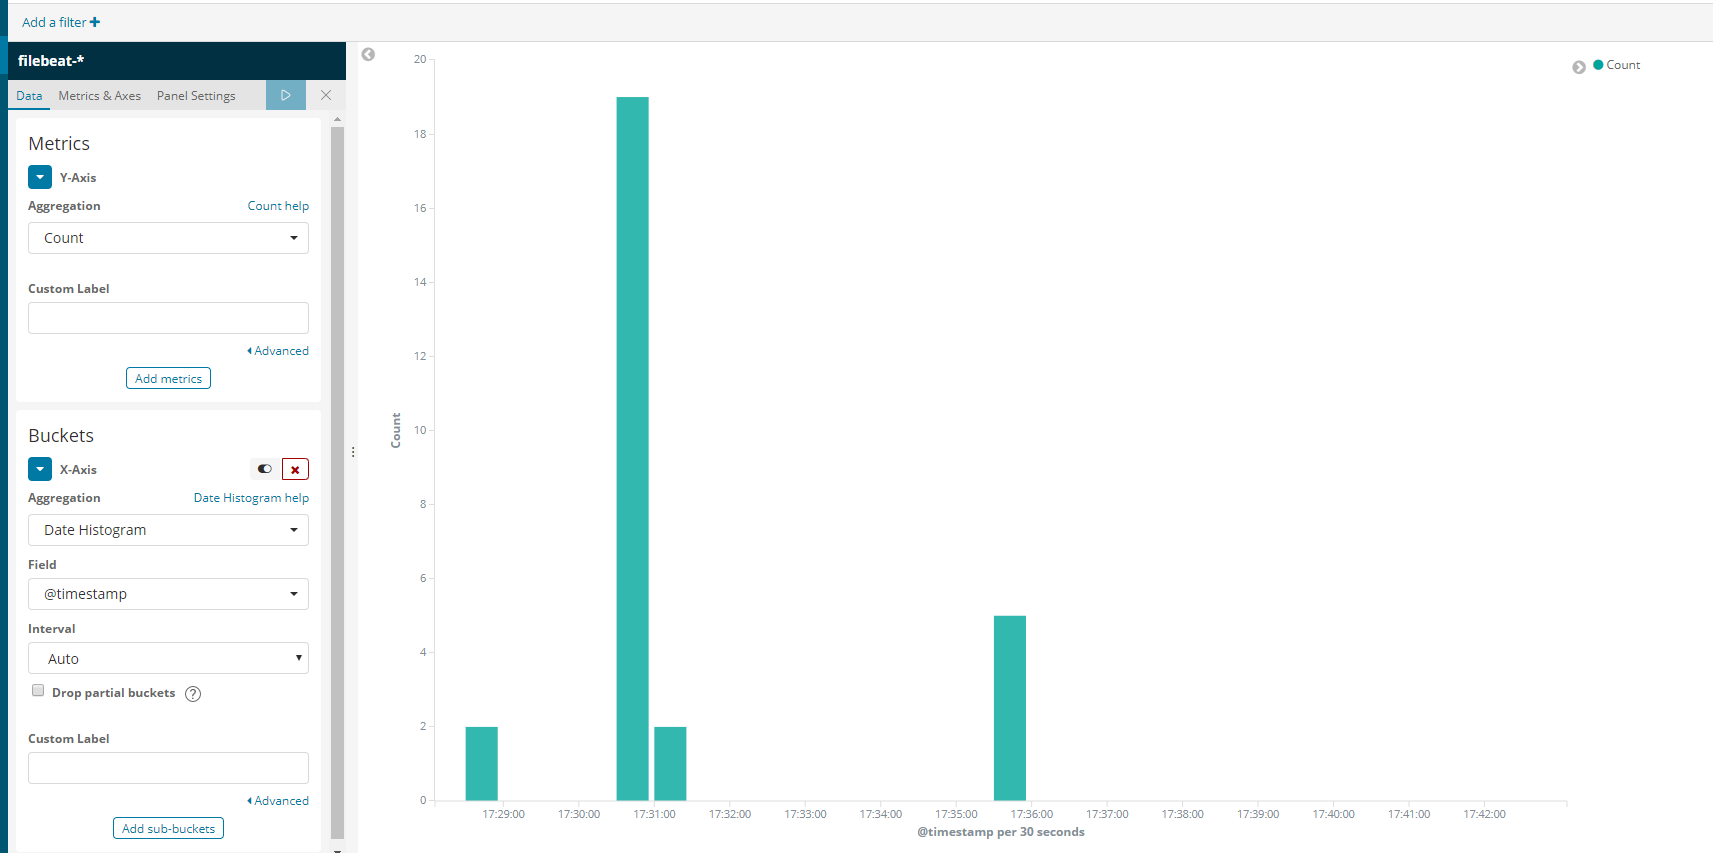 Add a filter
filebeat-*
Data Metrics & Axes Panel Settings
Metrics
Y-Axis
Aggregation Count help
Count
Custom Label
Advanced
Add metrics
Buckets
X-Axis
Aggregation Date Histogram help
Date Histogram
Field
@timestamp
Interval
Auto
Drop partial buckets ?
Custom Label
Advanced
Add sub-buckets
Count
20
18
16
14
12
10
8
6
4
2
0
Count
17:29:00 17:30:00 17:31:00 17:32:00 17:33:00 17:34:00 17:35:00 17:36:00 17:37:00 17:38:00 17:39:00 17:40:00 17:41:00 17:42:00
@timestamp per 30 seconds